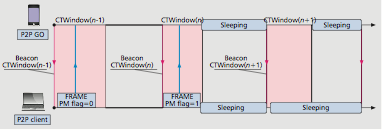 CTWindow(n-1)
CTWindow(n)
Sleeping
CTWindow(n+1)
Sleeping
P2P GO
Beacon
CTWindow(n-1)
Beacon
CTWindow(n)
Beacon
CTWindow(n+1)
FRAME
PM flag=0
FRAME
PM flag=1
Sleeping
Sleeping
P2P client